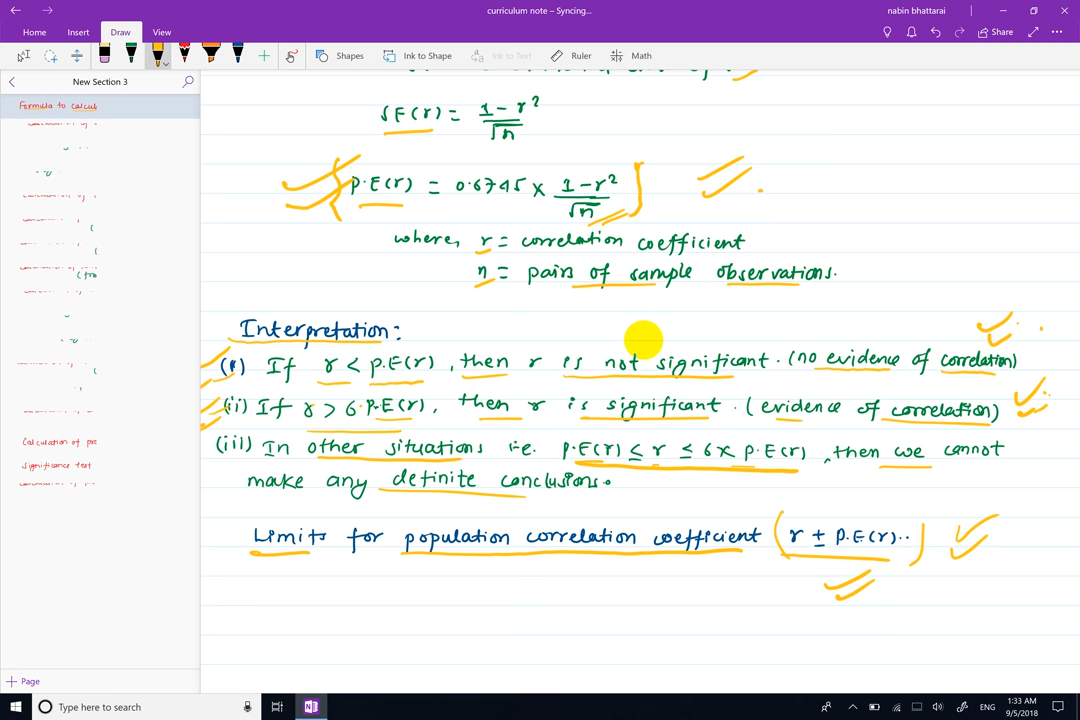 curriculum note – Syncing...
nabin bhattarai
Home Insert Draw View
Share
Shapes Ink to Shape Ink to Text Ruler Math
New Section 3
Formula to calcul
Calculation of pre
significance test
SE(r) = 1 - r² / √n
P.E(r) = 0.6745 × 1 - r² / √n
where, r = correlation coefficient
n = pairs of sample observations.
Interpretation:
(i) If r < P.E(r), then r is not significant. (no evidence of correlation)
(ii) If r > 6 P.E(r), then r is significant. (evidence of correlation)
(iii) In other situations i.e. P.E(r) ≤ r ≤ 6x P.E(r), then we cannot
make any definite conclusions.
Limits for population correlation coefficient (r ± P.E(r)..)
+ Page
Type here to search
ENG
1:33 AM
9/5/2018